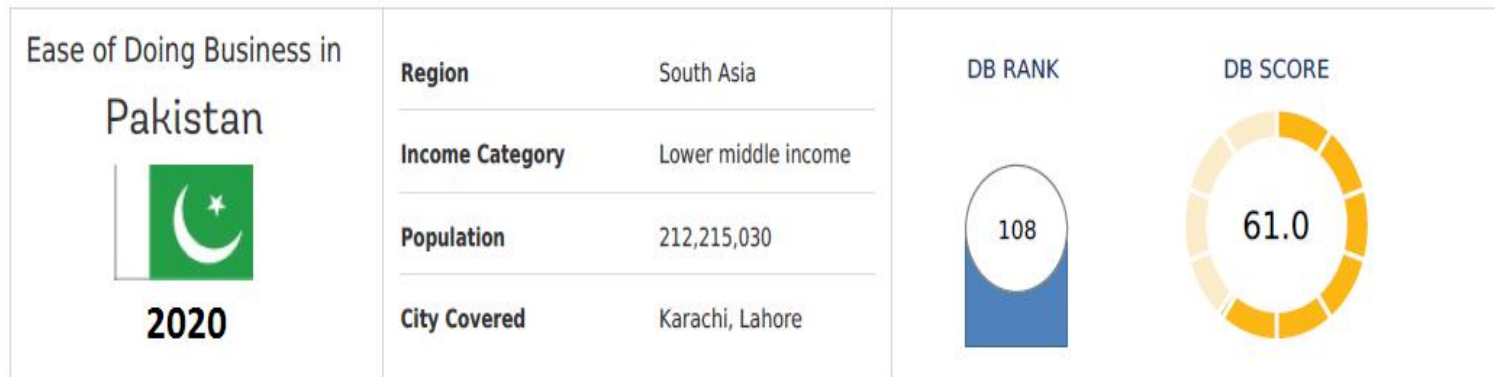 Ease of Doing Business in
Pakistan
2020
Region South Asia
Income Category Lower middle income
Population 212,215,030
City Covered Karachi, Lahore
DB RANK
108
DB SCORE
61.0